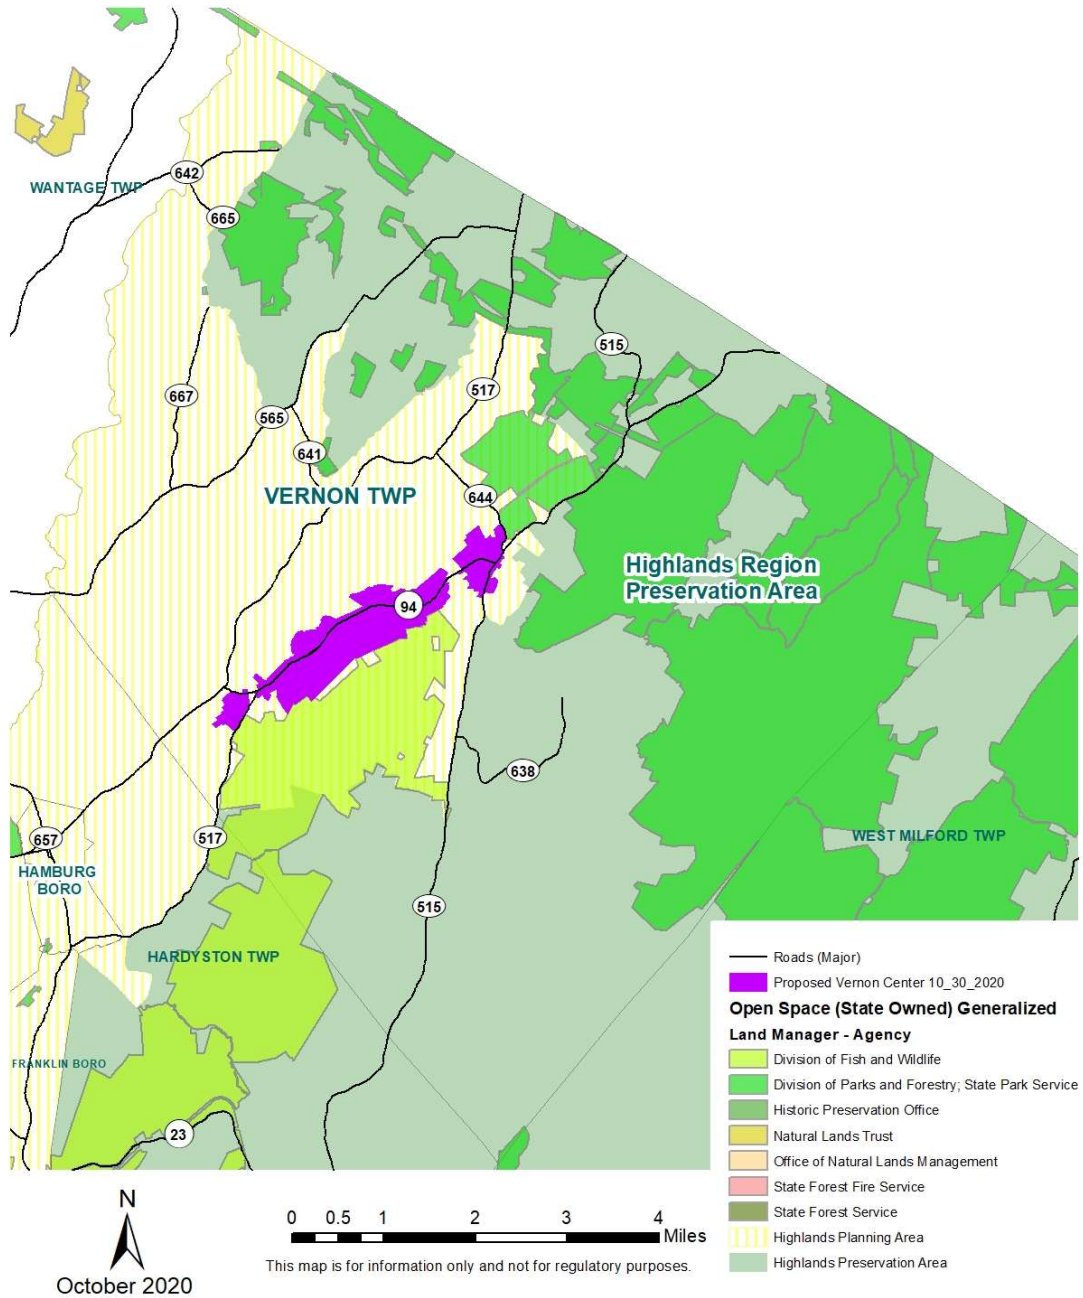 642
WANTAGE TWP
665
515
667
517
565
641
VERNON TWP
644
Highlands Region
Preservation Area
94
638
657
517
WEST MILFORD TWP
HAMBURG
BORO
515
HARDYSTON TWP
FRANKLIN BORO
23
Roads (Major)
Proposed Vernon Center 10_30_2020
Open Space (State Owned) Generalized
Land Manager - Agency
Division of Fish and Wildlife
Division of Parks and Forestry; State Park Service
Historic Preservation Office
Natural Lands Trust
Office of Natural Lands Management
State Forest Fire Service
State Forest Service
Highlands Planning Area
Highlands Preservation Area
N
October 2020
0 0.5 1 2 3 4
Miles
This map is for information only and not for regulatory purposes.